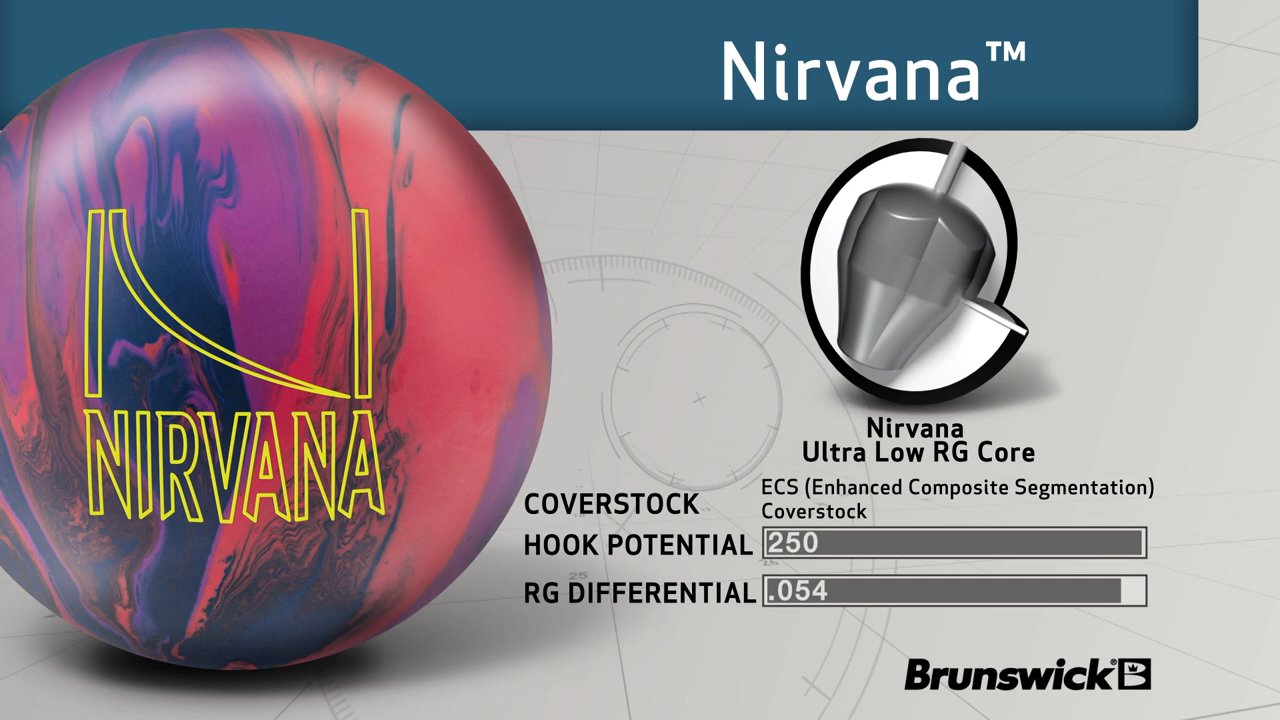 Nirvana™
NIRVANA
Nirvana
Ultra Low RG Core
COVERSTOCK
ECS (Enhanced Composite Segmentation)
Coverstock
HOOK POTENTIAL 250
25
RG DIFFERENTIAL .054
Brunswick®